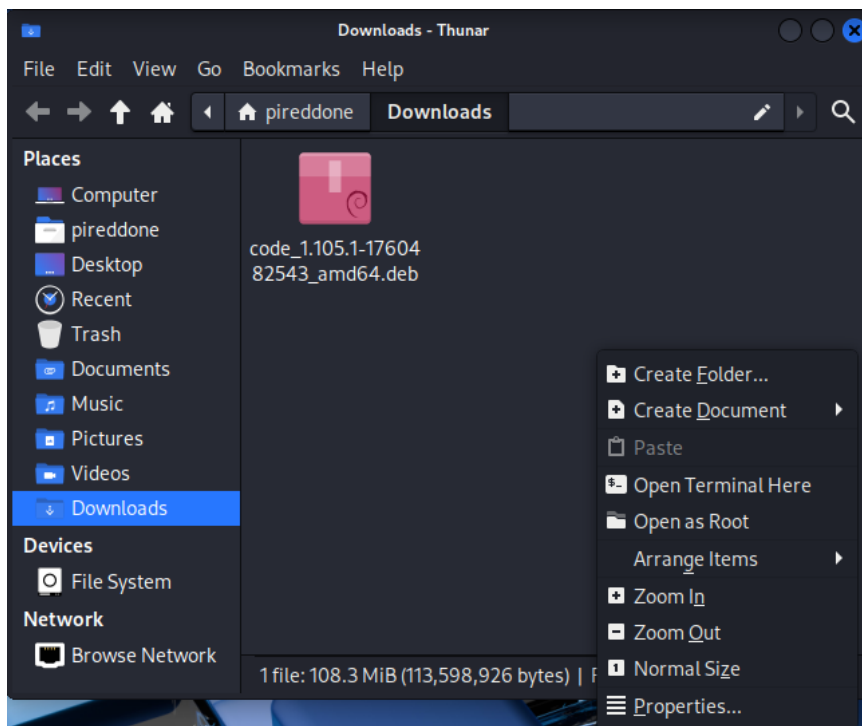 Downloads - Thunar
File Edit View Go Bookmarks Help
pireddone Downloads
Places
Computer
pireddone
Desktop
Recent
Trash
Documents
Music
Pictures
Videos
Downloads
Devices
File System
Network
Browse Network
code_1.105.1-17604
82543_amd64.deb
1 file: 108.3 MiB (113,598,926 bytes) |
Create Folder...
Create Document
Paste
Open Terminal Here
Open as Root
Arrange Items
Zoom In
Zoom Out
Normal Size
Properties...